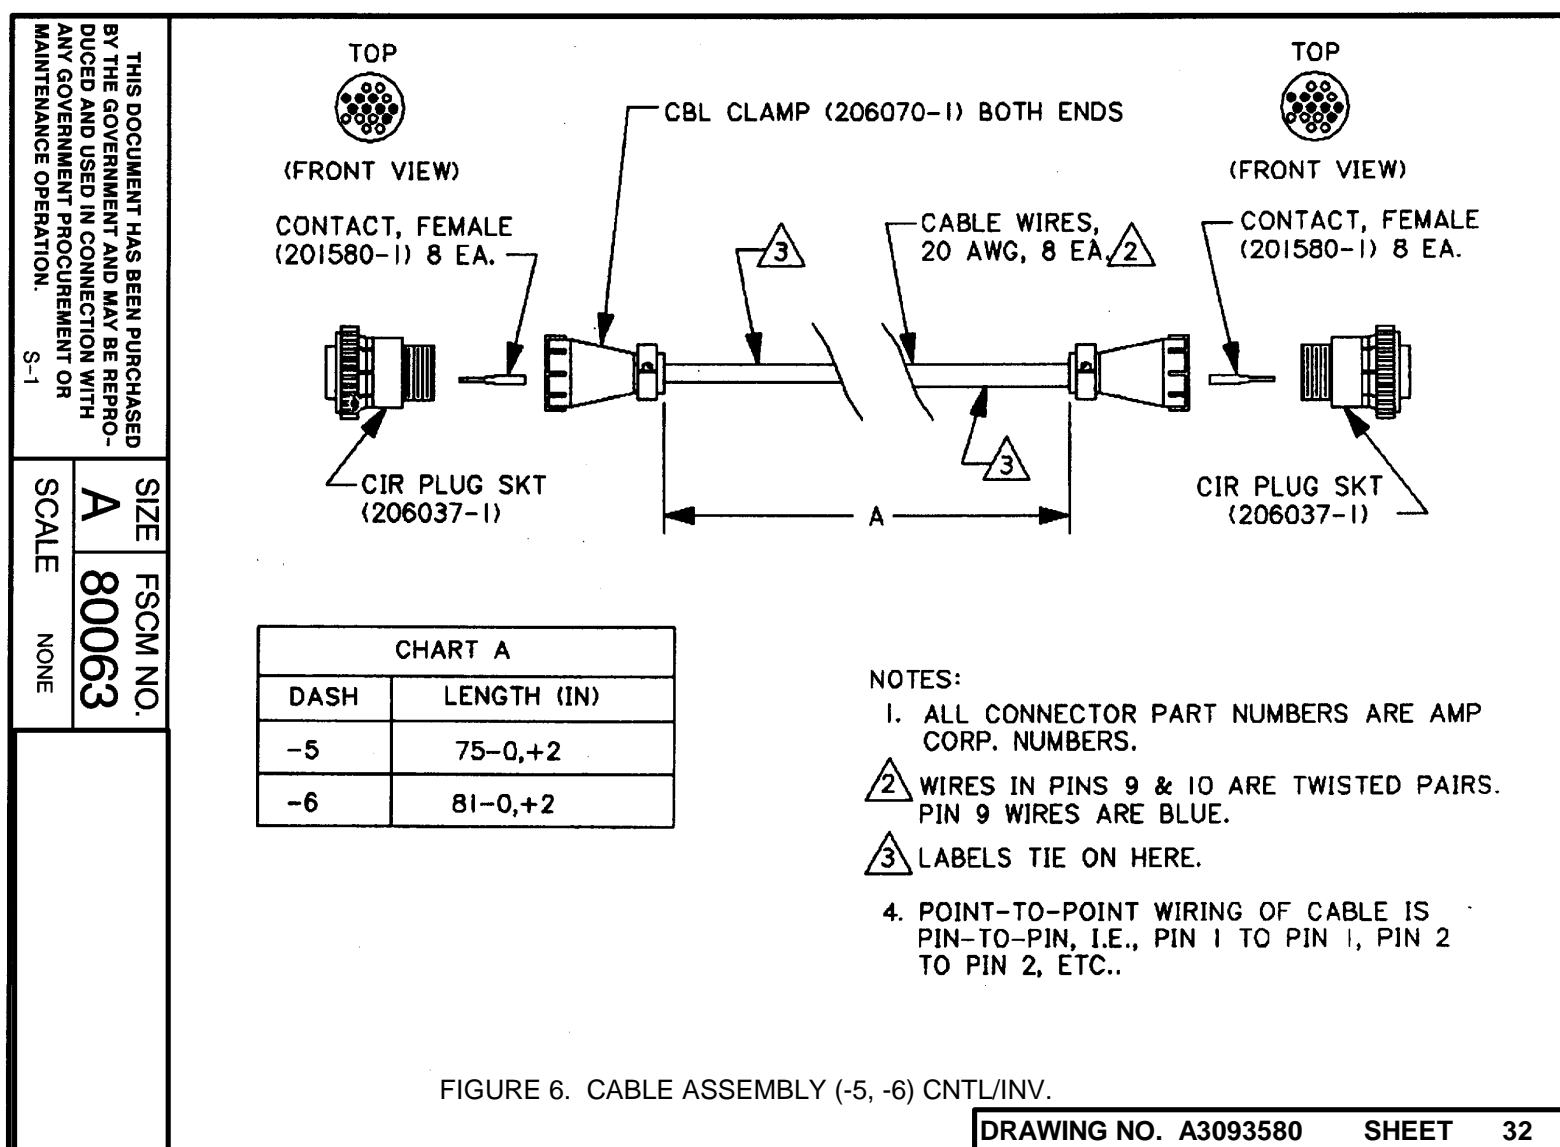 THIS DOCUMENT HAS BEEN PURCHASED
BY THE GOVERNMENT AND MAY BE REPRO-
DUCED AND USED IN CONNECTION WITH
ANY GOVERNMENT PROCUREMENT OR
MAINTENANCE OPERATION.
S-1
SIZE
A
FSCM NO.
80063
SCALE NONE
TOP
(FRONT VIEW)
CONTACT, FEMALE
(201580-1) 8 EA.
CBL CLAMP (206070-1) BOTH ENDS
3
CABLE WIRES,
20 AWG, 8 EA.
2
TOP
(FRONT VIEW)
CONTACT, FEMALE
(201580-1) 8 EA.
CIR PLUG SKT
(206037-1)
3
A
CIR PLUG SKT
(206037-1)
CHART A
DASH LENGTH (IN)
-5 75-0,+2
-6 81-0,+2
NOTES:
1. ALL CONNECTOR PART NUMBERS ARE AMP
CORP. NUMBERS.
2 WIRES IN PINS 9 & 10 ARE TWISTED PAIRS.
PIN 9 WIRES ARE BLUE.
3 LABELS TIE ON HERE.
4. POINT-TO-POINT WIRING OF CABLE IS
PIN-TO-PIN, I.E., PIN 1 TO PIN 1, PIN 2
TO PIN 2, ETC..
FIGURE 6. CABLE ASSEMBLY (-5, -6) CNTL/INV.
DRAWING NO. A3093580 SHEET 32